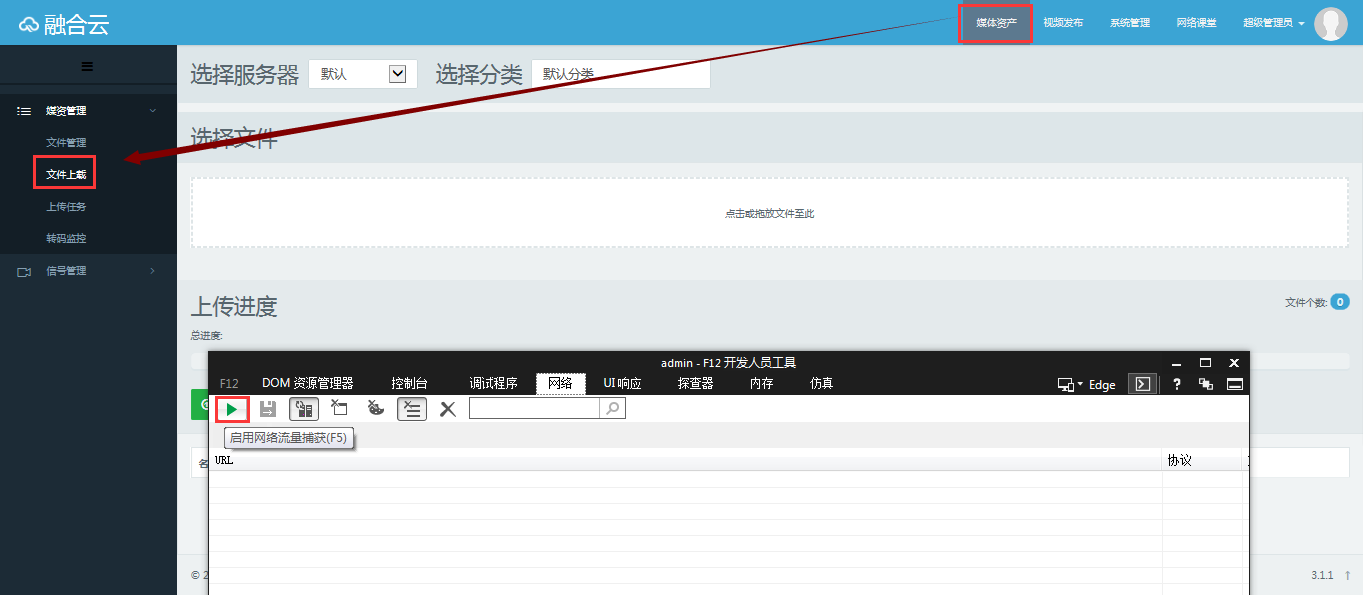 融合云
媒体资产 视频发布 系统管理 网络课堂 超级管理员
选择服务器 默认 选择分类 默认分类
媒资管理
文件管理
文件上载
上传任务
转码监控
信号管理
选择文件
点击或拖放文件至此
上传进度
文件个数: 0
总进度:
admin - F12 开发人员工具
F12 DOM 资源管理器 控制台 调试程序 网络 UI 响应 探查器 内存 仿真 Edge
启用网络流量捕获(F5)
名
URL 协议
© 2
3.1.1